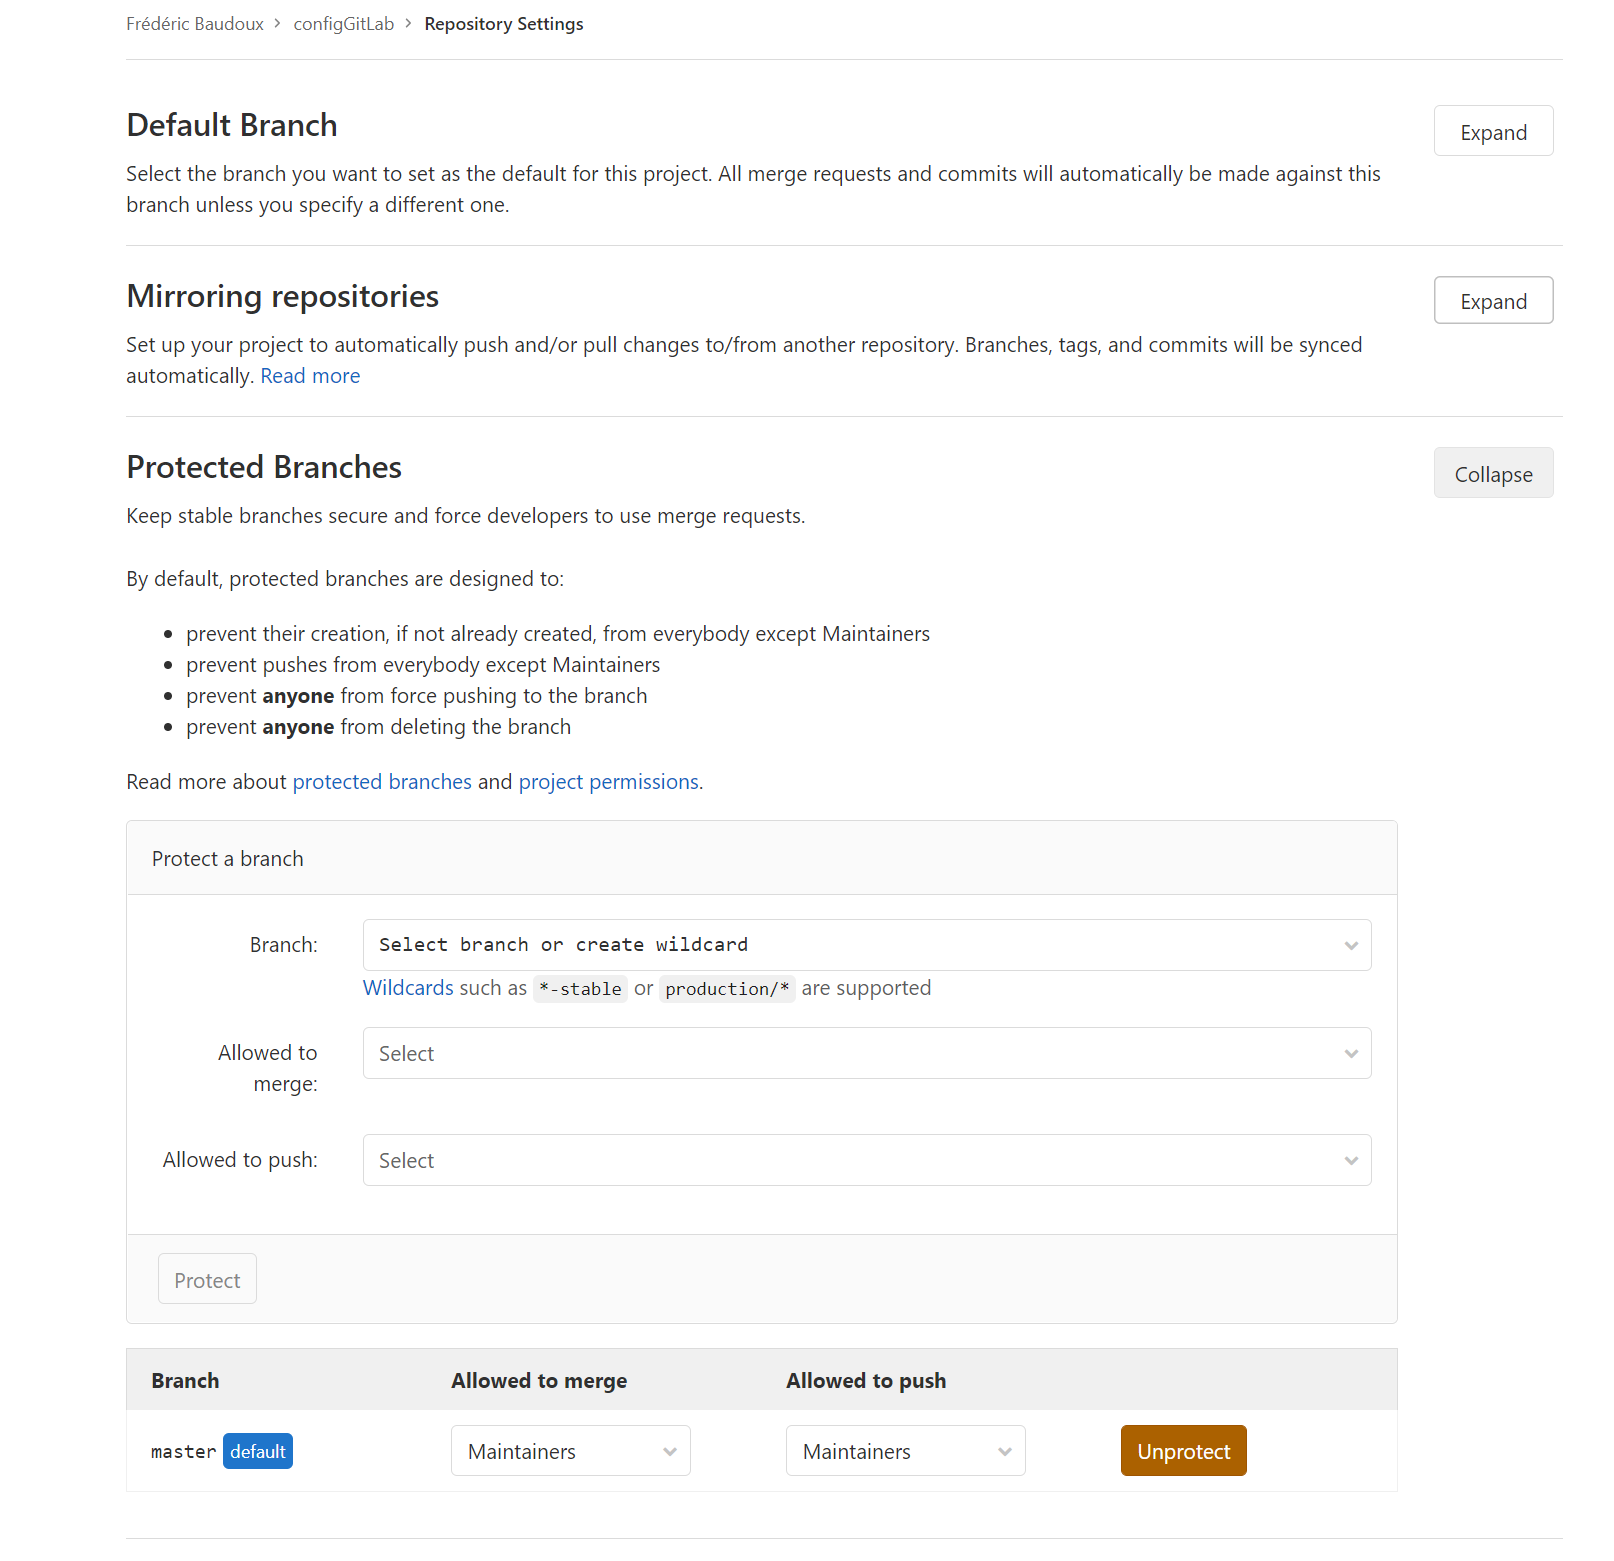 Frédéric Baudoux > configGitLab > Repository Settings
Default Branch
Expand
Select the branch you want to set as the default for this project. All merge requests and commits will automatically be made against this
branch unless you specify a different one.
Mirroring repositories
Expand
Set up your project to automatically push and/or pull changes to/from another repository. Branches, tags, and commits will be synced
automatically. Read more
Protected Branches
Collapse
Keep stable branches secure and force developers to use merge requests.
By default, protected branches are designed to:
• prevent their creation, if not already created, from everybody except Maintainers
• prevent pushes from everybody except Maintainers
• prevent anyone from force pushing to the branch
• prevent anyone from deleting the branch
Read more about protected branches and project permissions.
Protect a branch
Branch: Select branch or create wildcard
Wildcards such as *-stable or production/* are supported
Allowed to
merge:
Select
Allowed to push: Select
Protect
Branch Allowed to merge Allowed to push
master default Maintainers Maintainers Unprotect